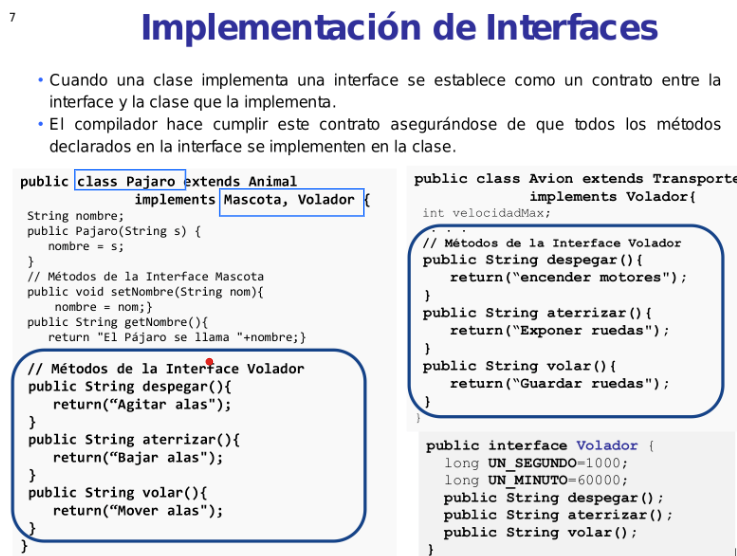 7
Implementación de Interfaces
• Cuando una clase implementa una interface se establece como un contrato entre la
interface y la clase que la implementa.
• El compilador hace cumplir este contrato asegurándose de que todos los métodos
declarados en la interface se implementen en la clase.
public class Pajaro extends Animal
implements Mascota, Volador {
String nombre;
public Pajaro(String s) {
nombre = s;
}
// Métodos de la Interface Mascota
public void setNombre(String nom){
nombre = nom;}
public String getNombre(){
return "El Pájaro se llama "+nombre;}
// Métodos de la Interface Volador
public String despegar(){
return(“Agitar alas");
}
public String aterrizar(){
return(“Bajar alas");
}
public String volar(){
return(“Mover alas");
}
}
public class Avion extends Transporte
implements Volador{
int velocidadMax;
. . .
// Métodos de la Interface Volador
public String despegar(){
return(“encender motores");
}
public String aterrizar(){
return(“Exponer ruedas");
}
public String volar(){
return(“Guardar ruedas");
}
}
public interface Volador {
long UN_SEGUNDO=1000;
long UN_MINUTO=60000;
public String despegar();
public String aterrizar();
public String volar();
}